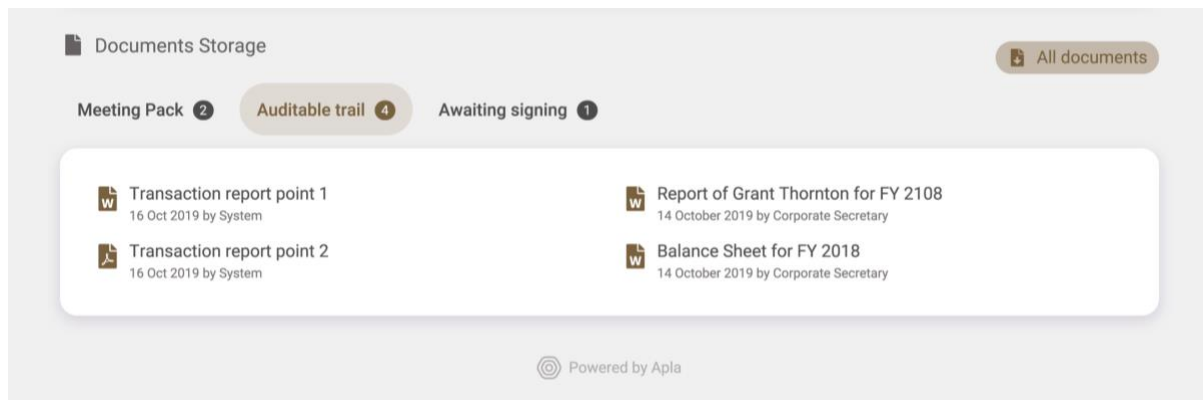 Documents Storage
All documents
Meeting Pack 2
Auditable trail 4
Awaiting signing 1
Transaction report point 1
16 Oct 2019 by System
Transaction report point 2
16 Oct 2019 by System
Report of Grant Thornton for FY 2108
14 October 2019 by Corporate Secretary
Balance Sheet for FY 2018
14 October 2019 by Corporate Secretary
Powered by Apla